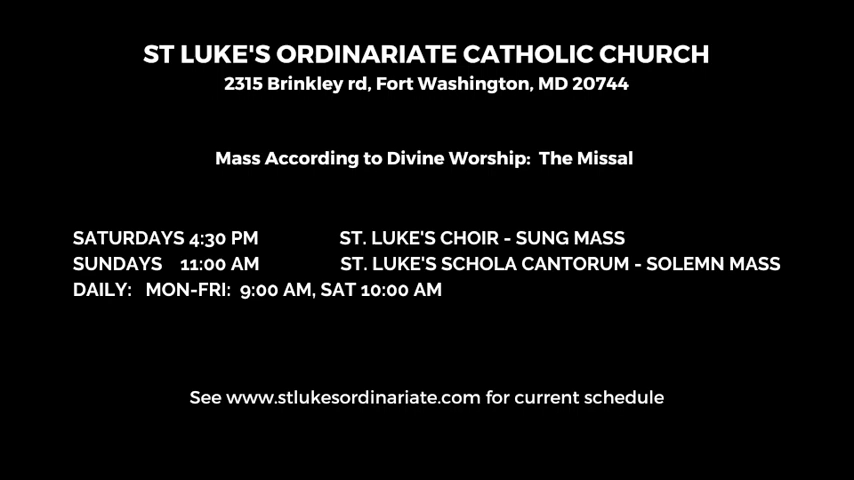 ST LUKE'S ORDINARIATE CATHOLIC CHURCH
2315 Brinkley rd, Fort Washington, MD 20744
Mass According to Divine Worship: The Missal
SATURDAYS 4:30 PM ST. LUKE'S CHOIR - SUNG MASS
SUNDAYS 11:00 AM ST. LUKE'S SCHOLA CANTORUM - SOLEMN MASS
DAILY: MON-FRI: 9:00 AM, SAT 10:00 AM
See www.stlukesordinariate.com for current schedule